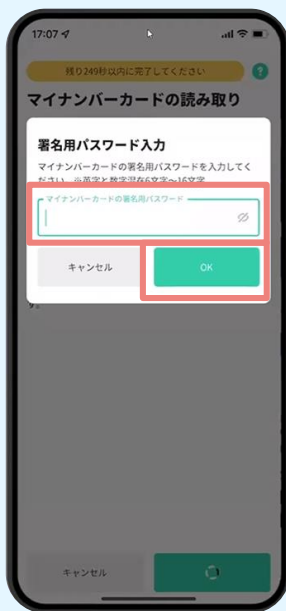 17:07
残り249秒以内に完了してください
?
マイナンバーカードの読み取り
署名用パスワード入力
マイナンバーカードの署名用パスワードを入力してく
ださい ※英字と数字混在6文字〜16文字
マイナンバーカードの署名用パスワード
キャンセル
OK
す。
キャンセル